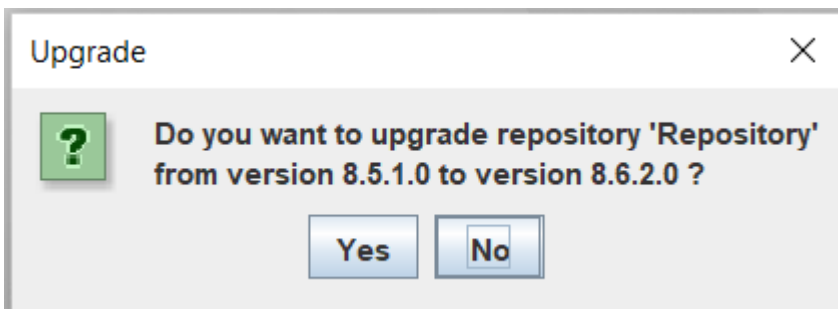 Upgrade
Do you want to upgrade repository 'Repository'
from version 8.5.1.0 to version 8.6.2.0 ?
Yes No